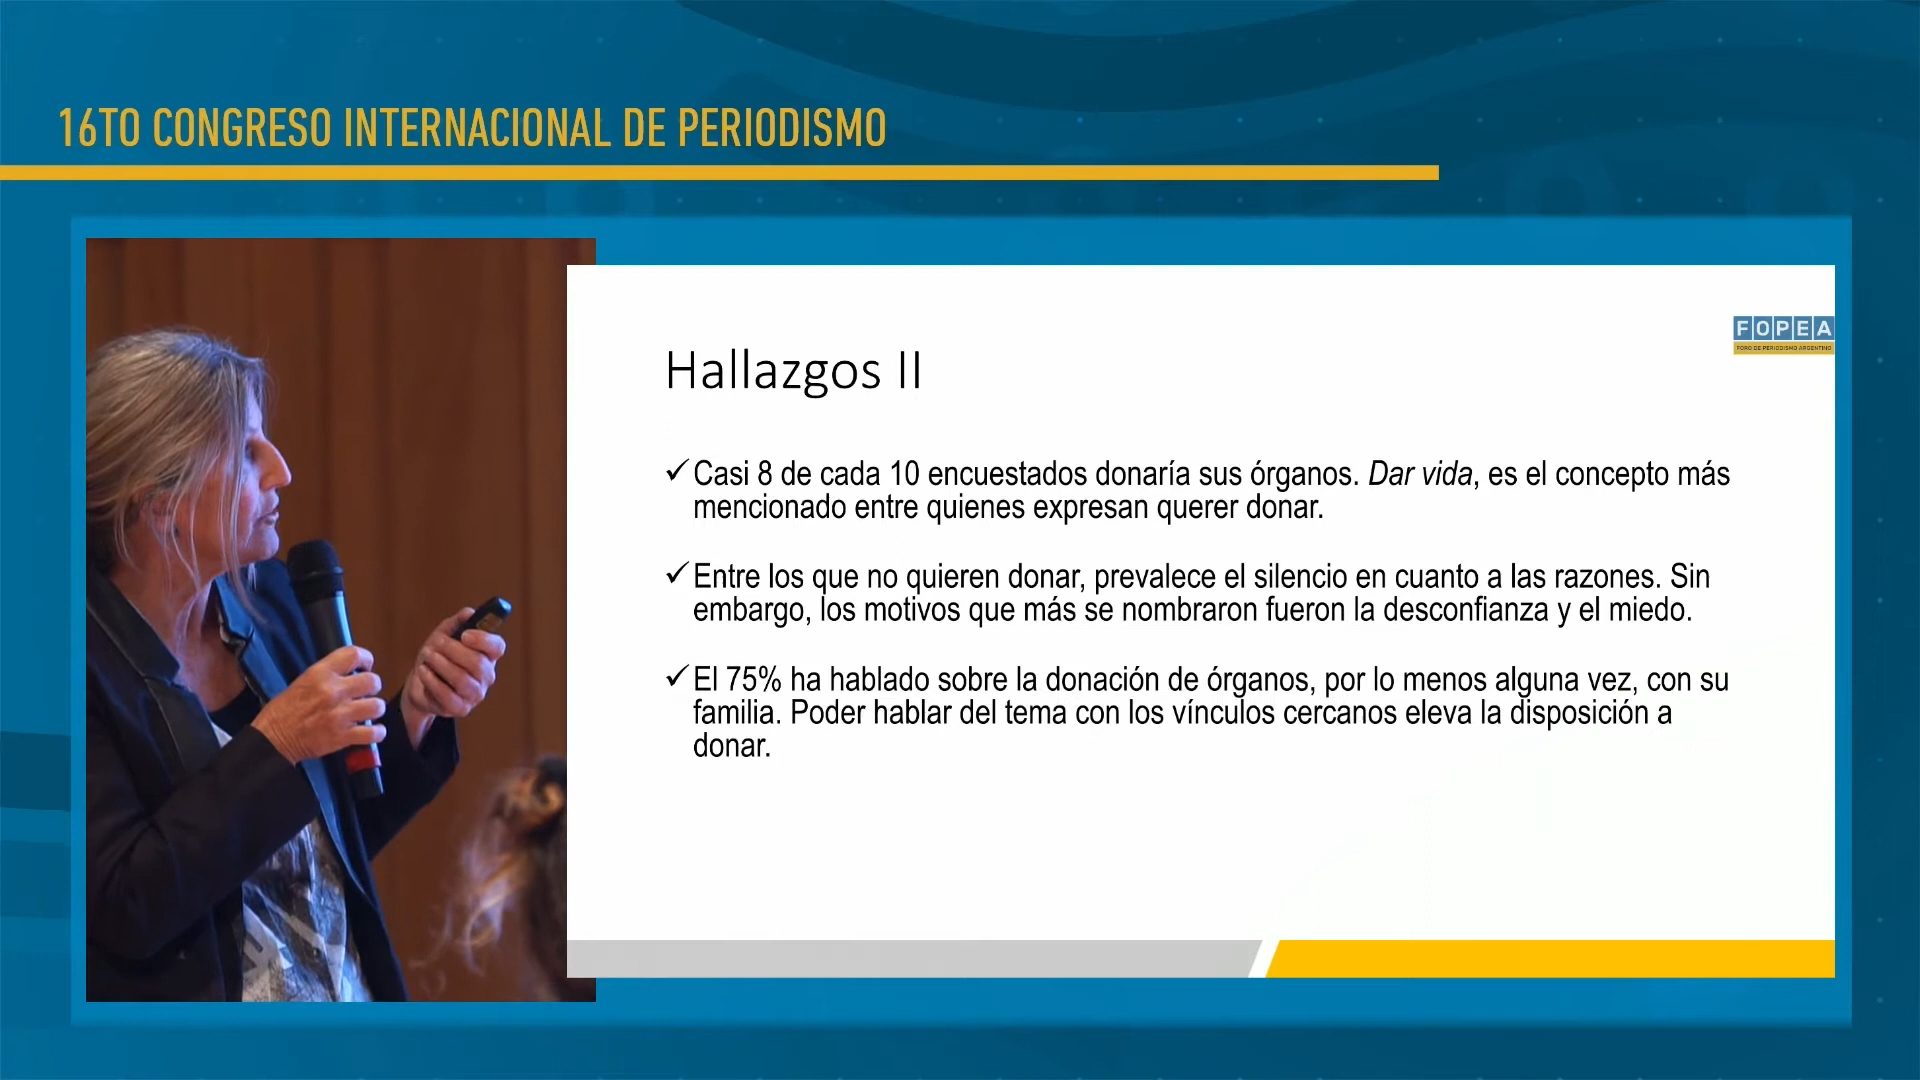 16TO CONGRESO INTERNACIONAL DE PERIODISMO
FOPEA
FORO DE PERIODISMO ARGENTINO
Hallazgos II
✓Casi 8 de cada 10 encuestados donaría sus órganos. Dar vida, es el concepto más
mencionado entre quienes expresan querer donar.
✓Entre los que no quieren donar, prevalece el silencio en cuanto a las razones. Sin
embargo, los motivos que más se nombraron fueron la desconfianza y el miedo.
✓El 75% ha hablado sobre la donación de órganos, por lo menos alguna vez, con su
familia. Poder hablar del tema con los vínculos cercanos eleva la disposición a
donar.